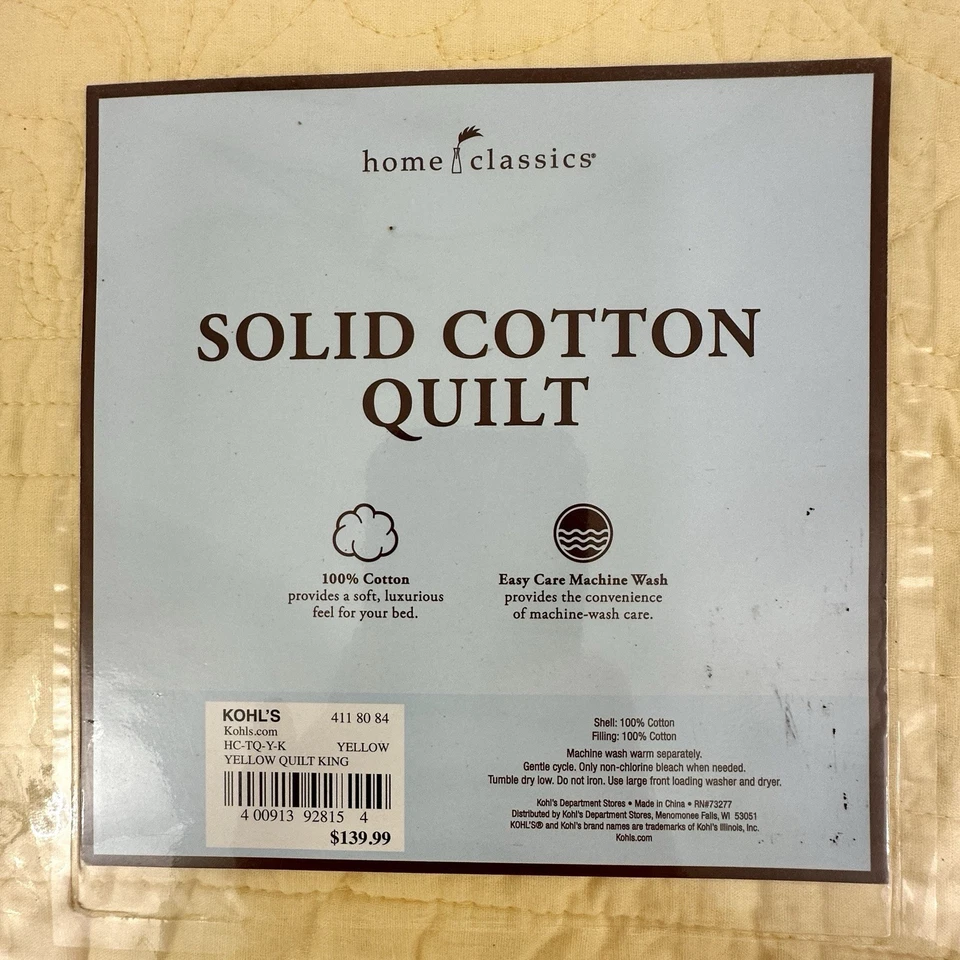 home classics®
SOLID COTTON
QUILT
100% Cotton
provides a soft, luxurious
feel for your bed.
Easy Care Machine Wash
provides the convenience
of machine-wash care.
KOHL'S 411 80 84
Kohls.com
HC-TQ-Y-K YELLOW
YELLOW QUILT KING
4 00913 92815 4
$139.99
Shell: 100% Cotton
Filling: 100% Cotton
Machine wash warm separately.
Gentle cycle. Only non-chlorine bleach when needed.
Tumble dry low. Do not Iron. Use large front loading washer and dryer.
Kohl's Department Stores • Made in China • RN#73277
Distributed by Kohl's Department Stores, Menomonee Falls, WI 53051
KOHL'S® and Kohl's brand names are trademarks of Kohl's Illinois, Inc.
Kohls.com